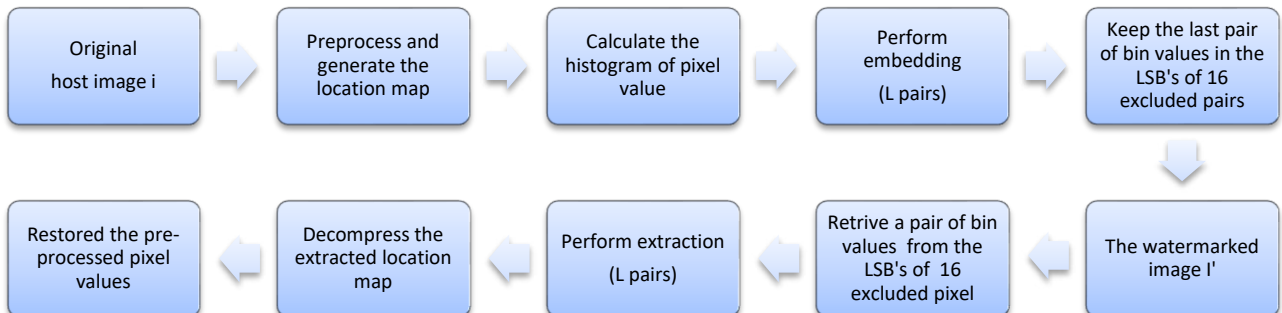 Original
host image i
Preprocess and
generate the
location map
Calculate the
histogram of pixel
value
Perform
embedding
(L pairs)
Keep the last pair
of bin values in the
LSB's of 16
excluded pairs
The watermarked
image I'
Retrive a pair of bin
values  from the
LSB's of  16
excluded pixel
Perform extraction
(L pairs)
Decompress the
extracted location
map
Restored the pre-
processed pixel
values